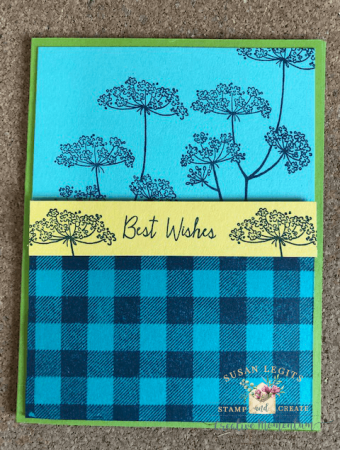 Best Wishes
SUSAN LEGITS
STAMP and CREATE